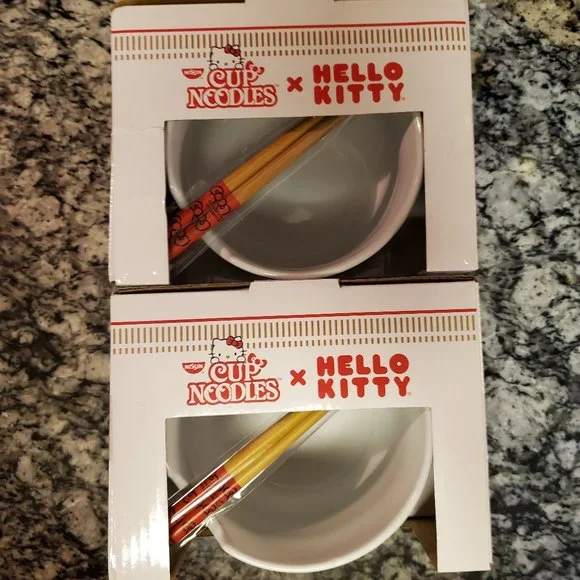 NISSIN
CUP NOODLES × HELLO KITTY
NISSIN
CUP NOODLES × HELLO KITTY